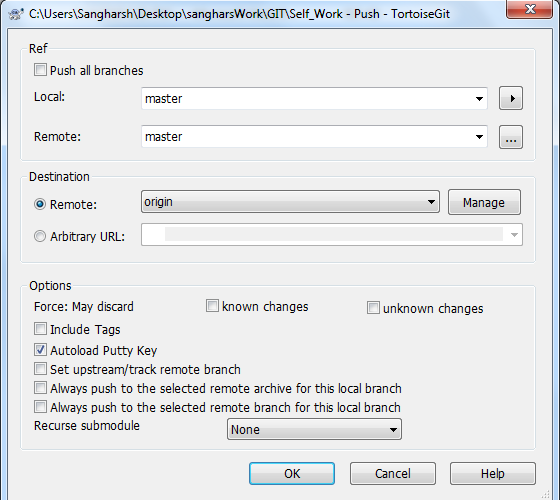 C:\Users\Sangharsh\Desktop\sangharsWork\GIT\Self_Work - Push - TortoiseGit
Ref
Push all branches
Local: master
Remote: master ...
Destination
Remote: origin Manage
Arbitrary URL:
Options
Force: May discard known changes unknown changes
Include Tags
Autoload Putty Key
Set upstream/track remote branch
Always push to the selected remote archive for this local branch
Always push to the selected remote branch for this local branch
Recurse submodule None
OK Cancel Help